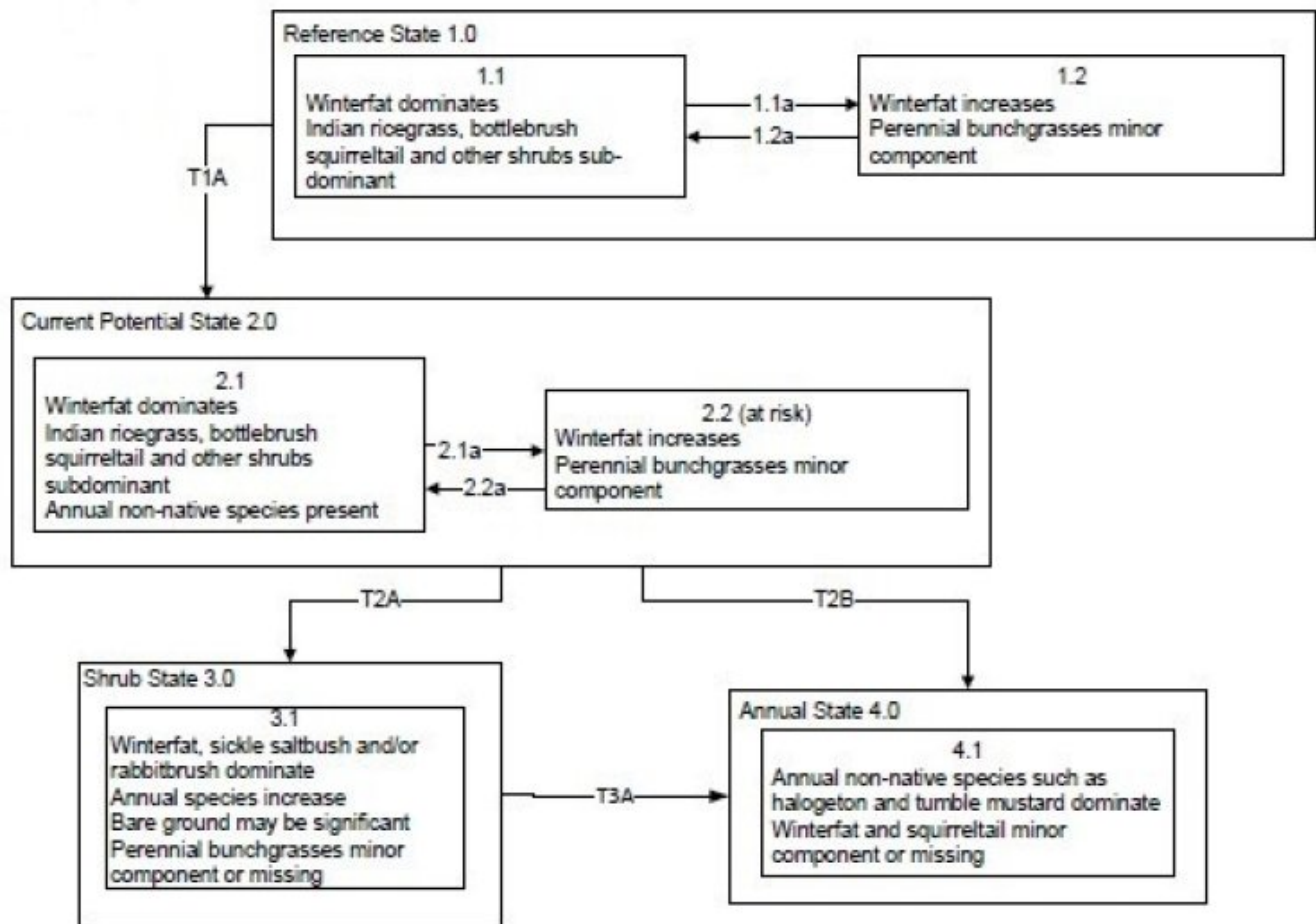 Reference State 1.0
1.1
Winterfat dominates
Indian ricegrass, bottlebrush
squirreltail and other shrubs sub-
dominant
1.1a
1.2a
1.2
Winterfat increases
Perennial bunchgrasses minor
component
T1A
Current Potential State 2.0
2.1
Winterfat dominates
Indian ricegrass, bottlebrush
squirreltail and other shrubs
subdominant
Annual non-native species present
2.1a
2.2a
2.2 (at risk)
Winterfat increases
Perennial bunchgrasses minor
component
T2A
T2B
Shrub State 3.0
3.1
Winterfat, sickle saltbush and/or
rabbitbrush dominate
Annual species increase
Bare ground may be significant
Perennial bunchgrasses minor
component or missing
T3A
Annual State 4.0
4.1
Annual non-native species such as
halogeton and tumble mustard dominate
Winterfat and squirreltail minor
component or missing